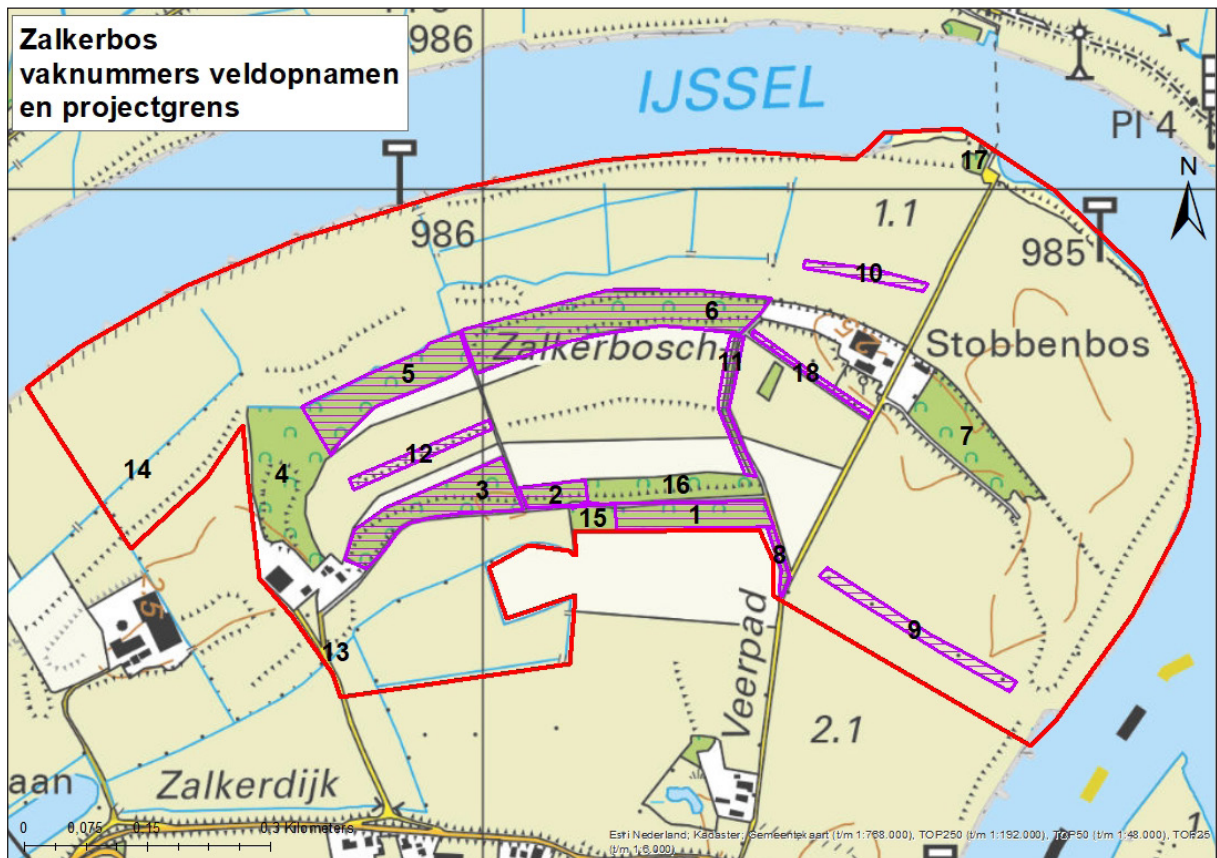 Zalkerbos
vaknummers veldopnamen
en projectgrens
986
IJSSEL
Pl 4
N
17
1.1
986
985
10
6
Zalkerbosch
11
Stobbenbos
5
18
7
12
14
4
3
2
16
15
1
8
9
13
Veerpad
2.1
aan
Zalkerdijk
0 0,075 0,15 0,3 Kilometers
1
Esri Nederland; Kadaster; Gemeentekaart (t/m 1:768.000), TOP250 (t/m 1:192.000), TOP50 (t/m 1:48.000), TOP25
(t/m 1:6.000)